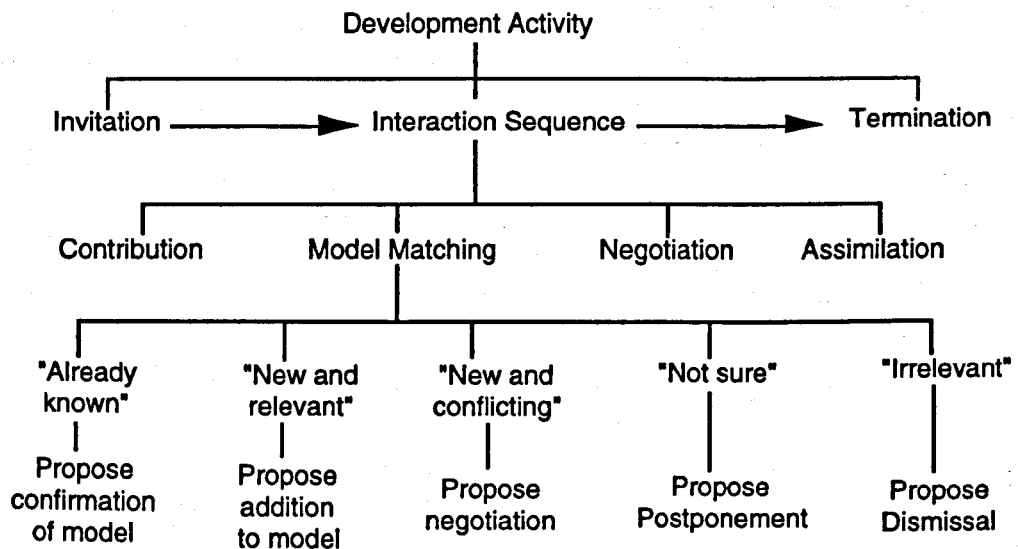 Development Activity
Invitation
Interaction Sequence
Termination
Contribution
Model Matching
Negotiation
Assimilation
"Already
known"
"New and
relevant"
"New and
conflicting"
"Not sure"
"Irrelevant"
Propose
confirmation
of model
Propose
addition
to model
Propose
negotiation
Propose
Postponement
Propose
Dismissal